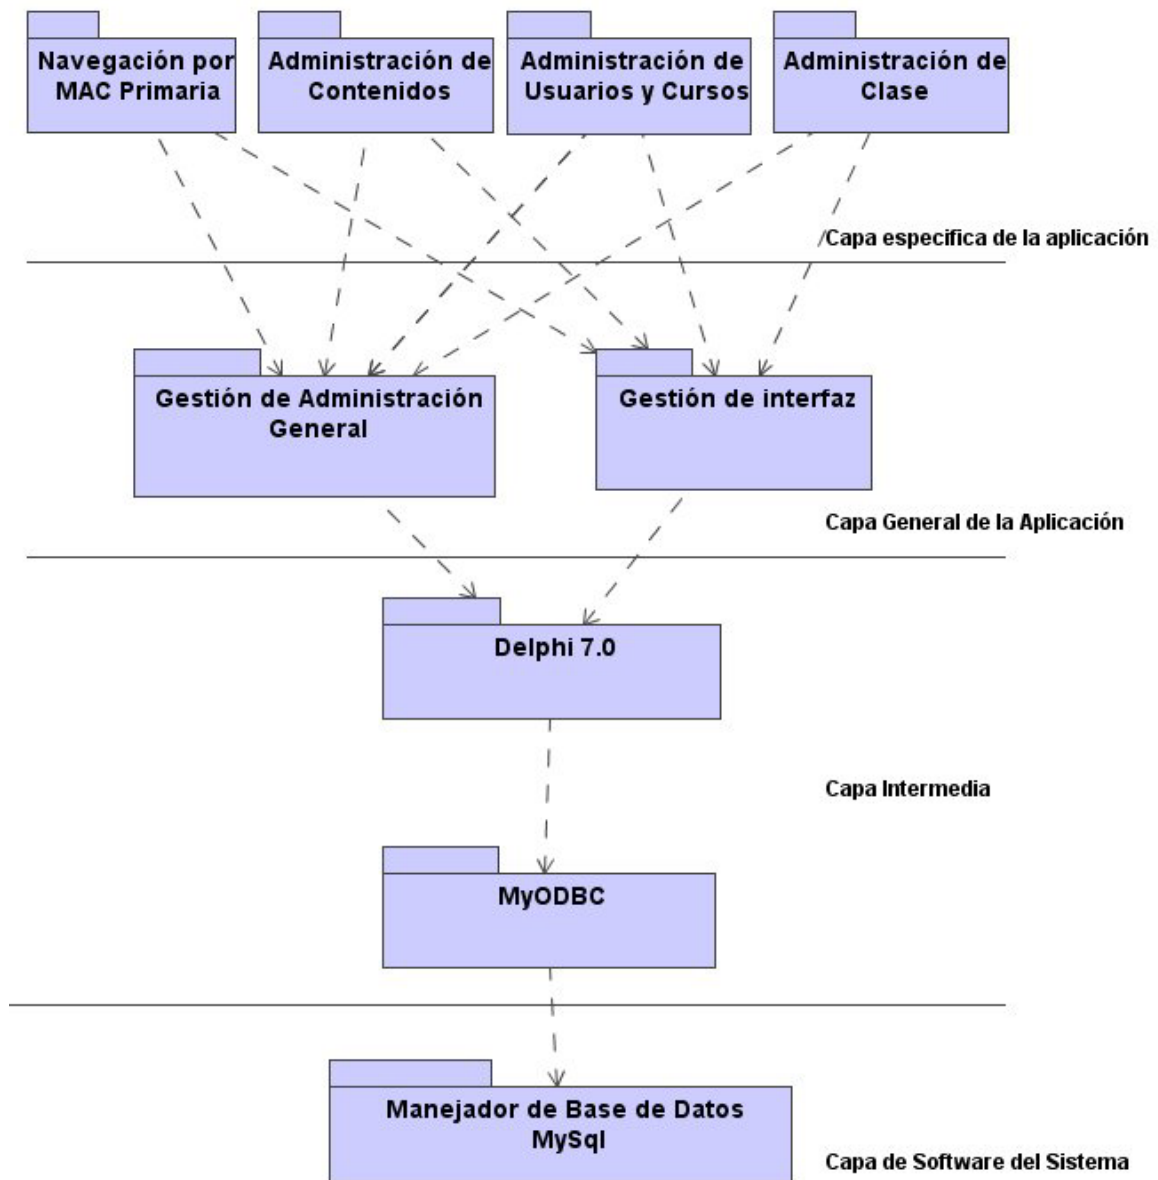 Navegación por
MAC Primaria
Administración de
Contenidos
Administración de
Usuarios y Cursos
Administración de
Clase
Capa especifica de la aplicación
Gestión de Administración
General
Gestión de interfaz
Capa General de la Aplicación
Delphi 7.0
Capa Intermedia
MyODBC
Manejador de Base de Datos
MySql
Capa de Software del Sistema